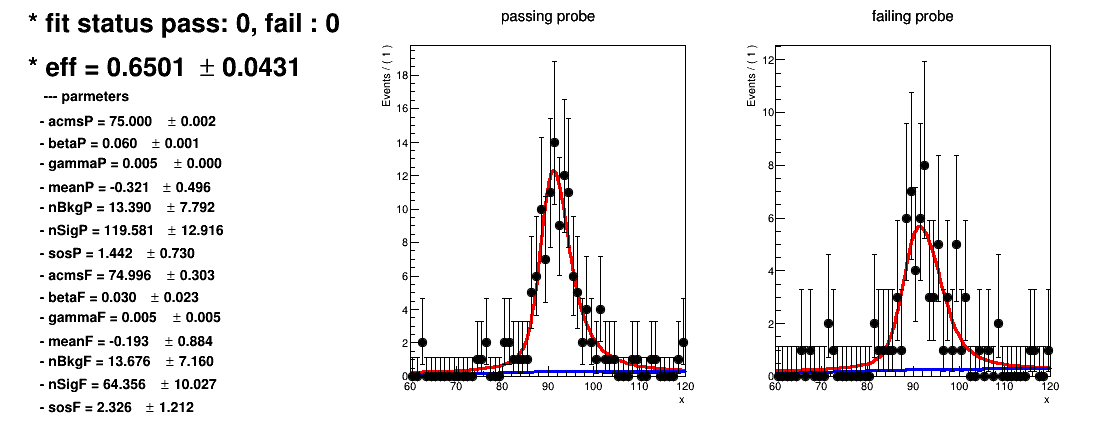 * fit status pass: 0, fail : 0
* eff = 0.6501 ± 0.0431
--- parmeters
- acmsP = 75.000 ± 0.002
- betaP = 0.060 ± 0.001
- gammaP = 0.005 ± 0.000
- meanP = -0.321 ± 0.496
- nBkgP = 13.390 ± 7.792
- nSigP = 119.581 ± 12.916
- sosP = 1.442 ± 0.730
- acmsF = 74.996 ± 0.303
- betaF = 0.030 ± 0.023
- gammaF = 0.005 ± 0.005
- meanF = -0.193 ± 0.884
- nBkgF = 13.676 ± 7.160
- nSigF = 64.356 ± 10.027
- sosF = 2.326 ± 1.212
passing probe
Events / ( 1 )
18
16
14
12
10
8
6
4
2
0
60 70 80 90 100 110 120
x
failing probe
Events / ( 1 )
12
10
8
6
4
2
0
60 70 80 90 100 110 120
x